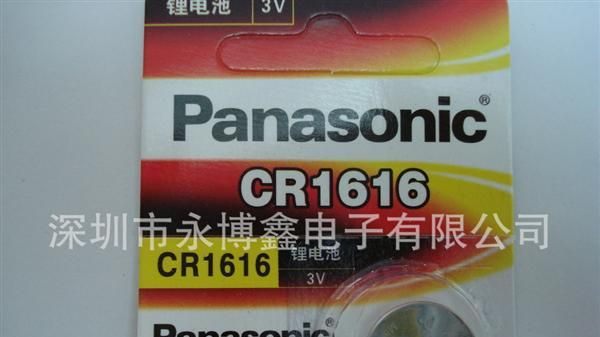 锂电池 3V
Panasonic®
CR1616
深圳市永博鑫电子有限公司
CR1616 锂电池 3V
Panasonic